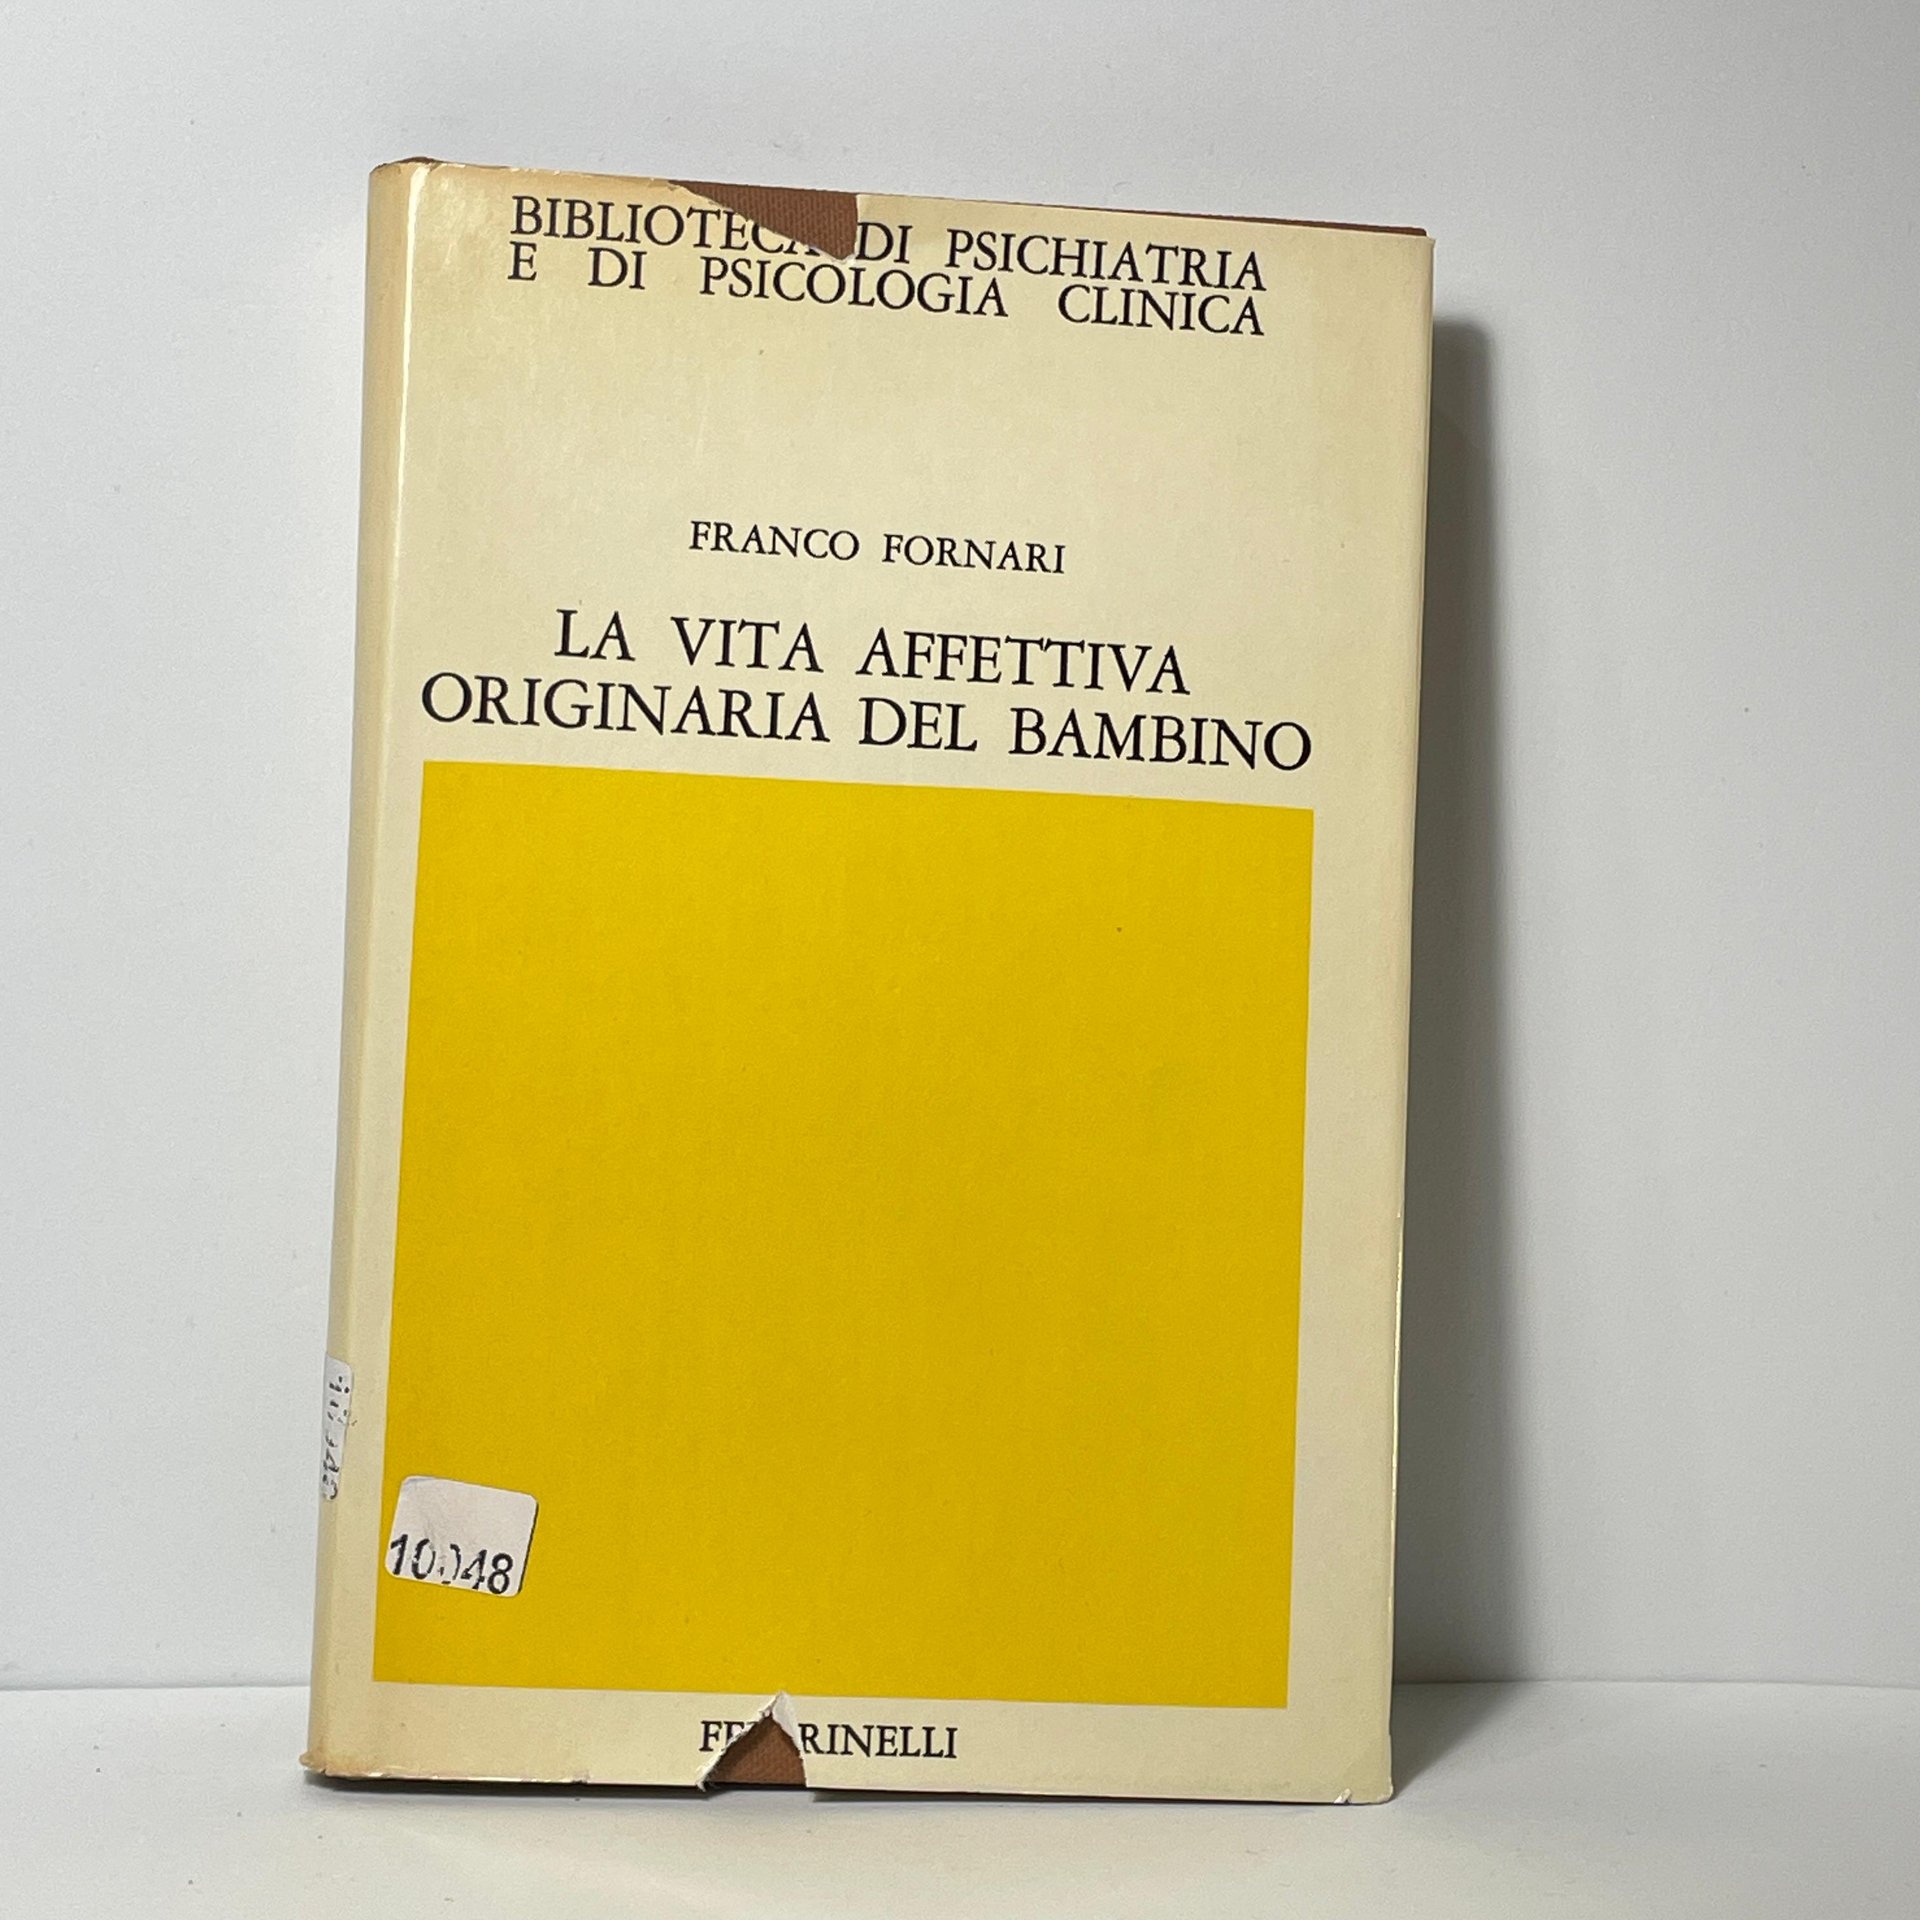 BIBLIOTECA DI PSICHIATRIA
E DI PSICOLOGIA CLINICA
FRANCO FORNARI
LA VITA AFFETTIVA
ORIGINARIA DEL BAMBINO